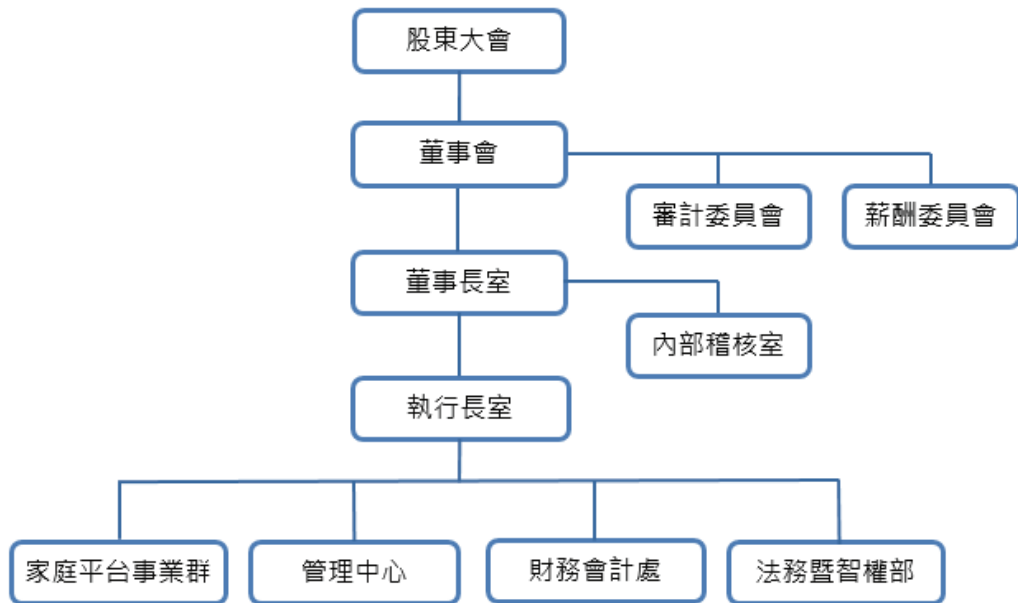 股東大會
董事會
審計委員會
薪酬委員會
董事長室
內部稽核室
執行長室
家庭平台事業群
管理中心
財務會計處
法務暨智權部